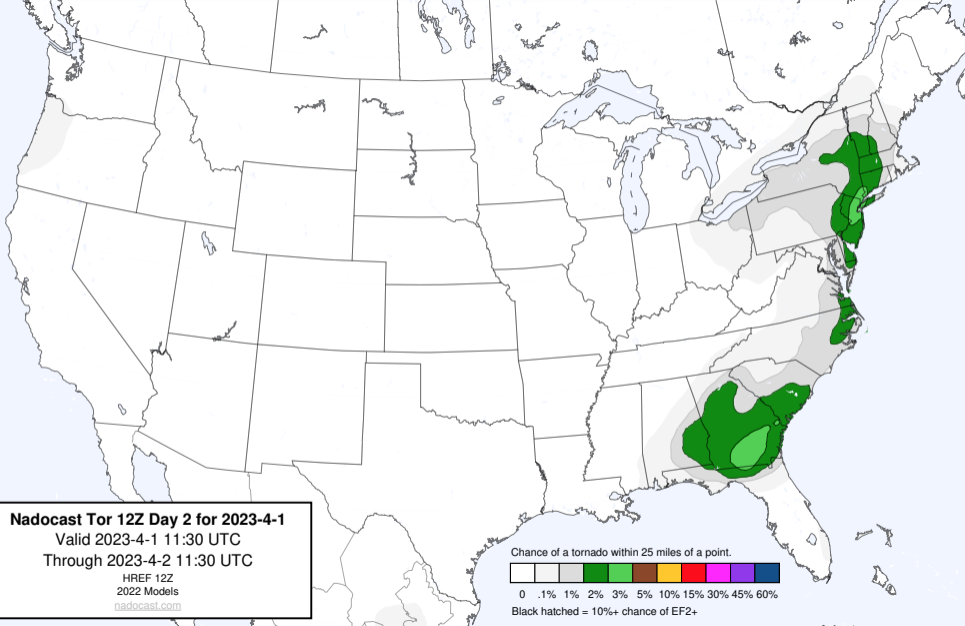 Nadocast Tor 12Z Day 2 for 2023-4-1
Valid 2023-4-1 11:30 UTC
Through 2023-4-2 11:30 UTC
HREF 12Z
2022 Models
nadocast.com
Chance of a tornado within 25 miles of a point.
0 .1% 1% 2% 3% 5% 10% 15% 30% 45% 60%
Black hatched = 10%+ chance of EF2+